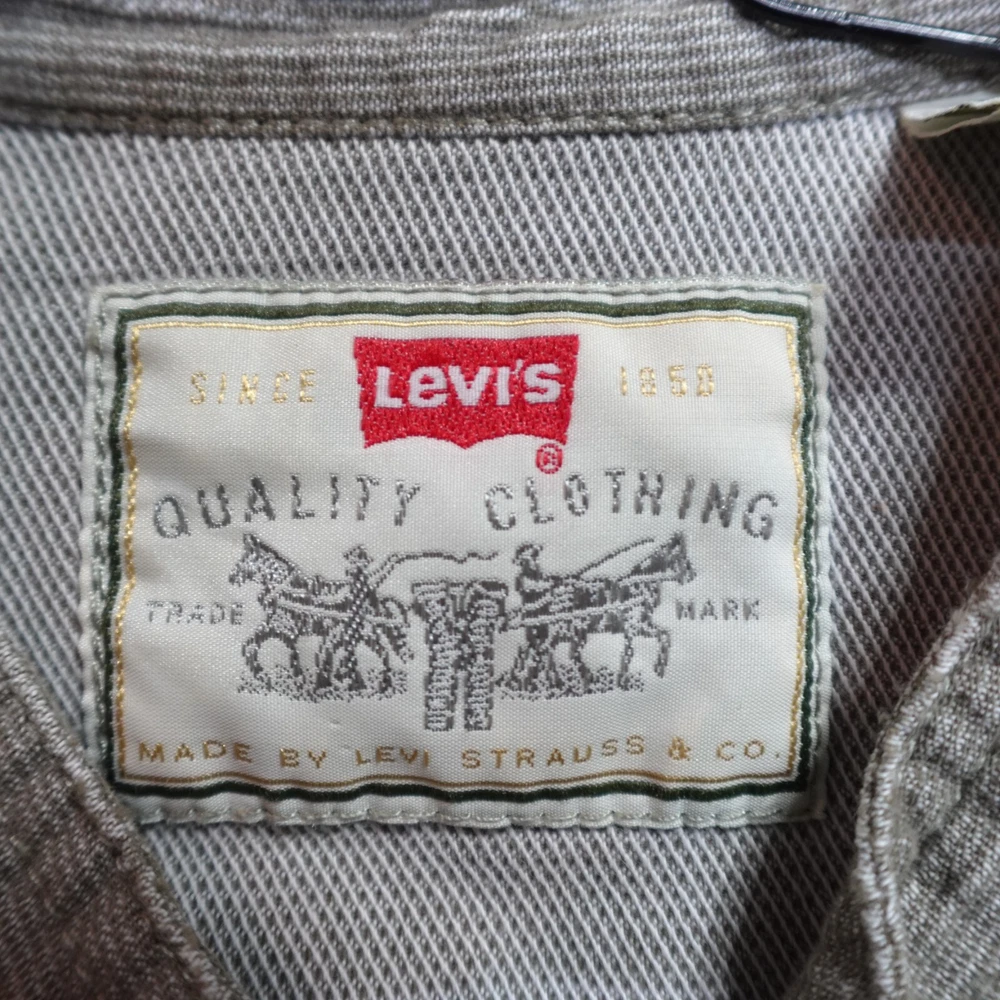 SINCE LEVI'S 1850
®
QUALITY CLOTHING
TRADE MARK
MADE BY LEVI STRAUSS & CO.